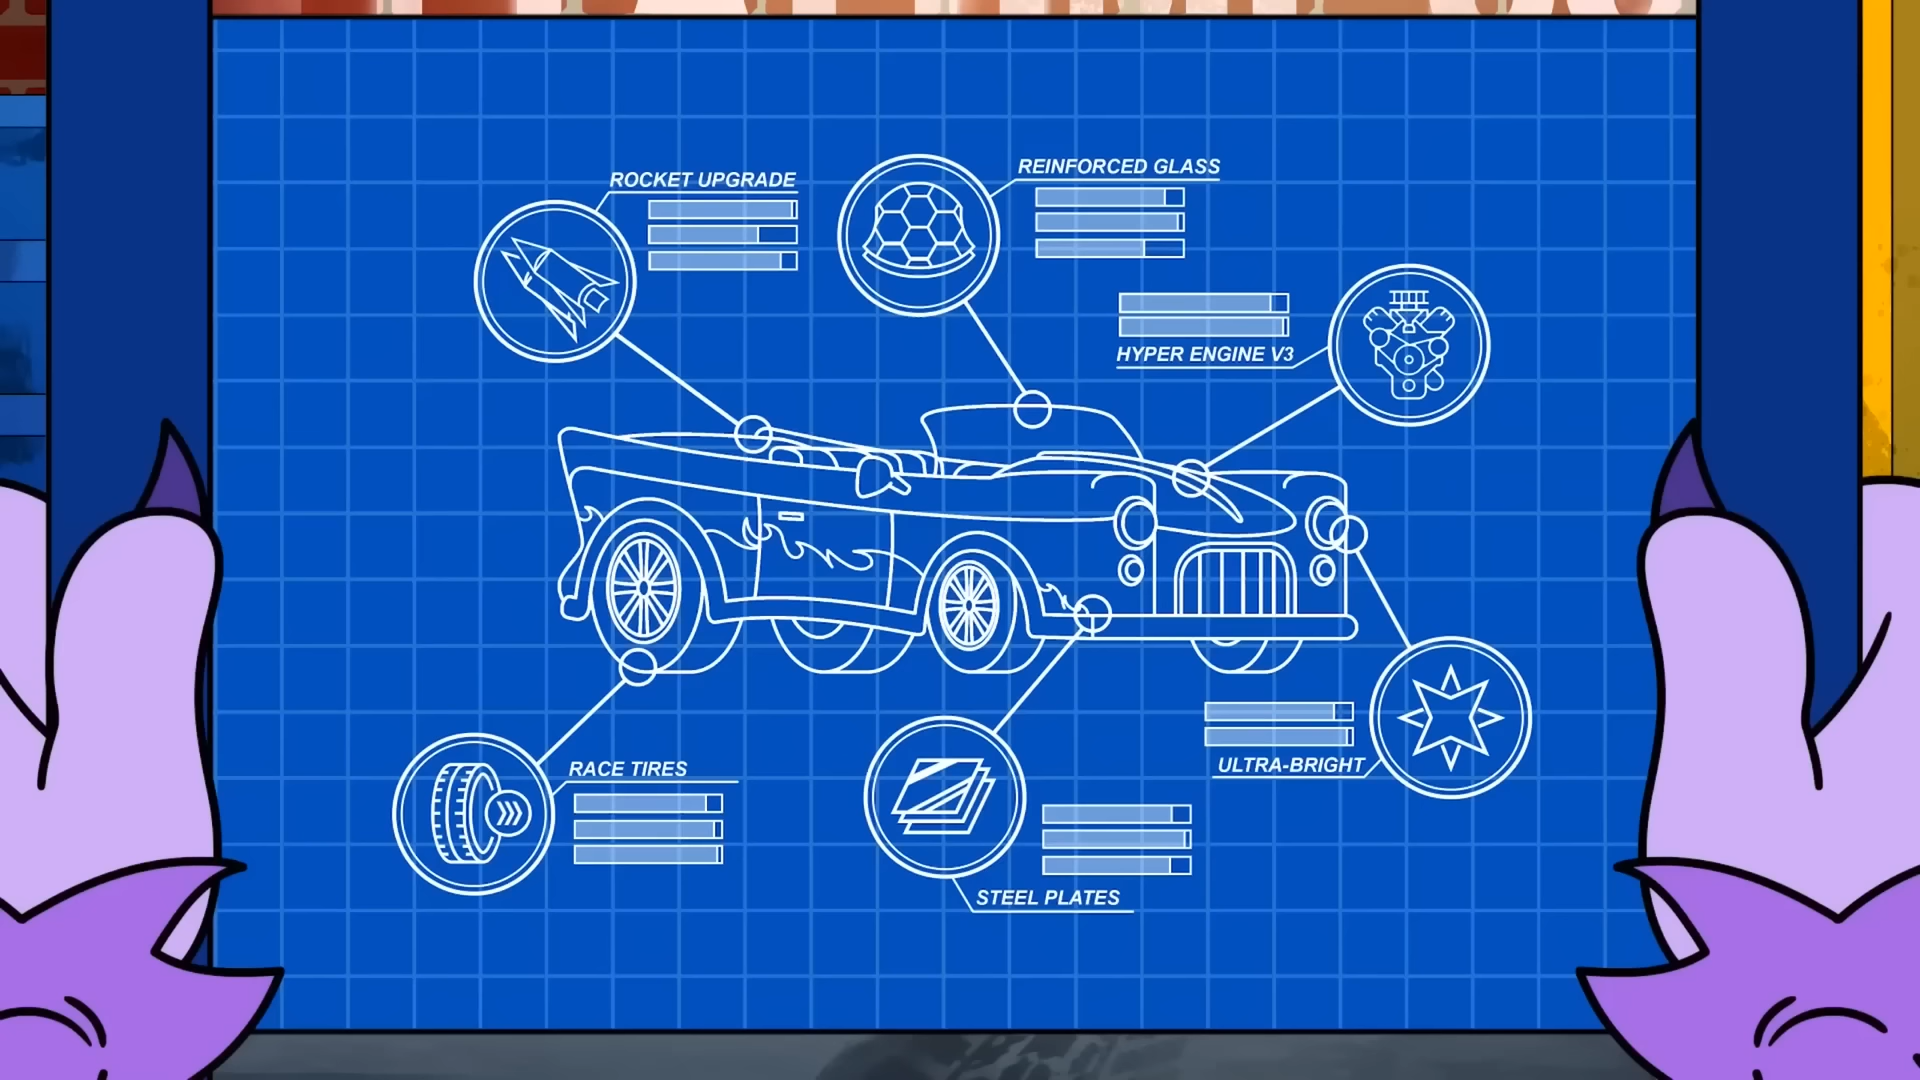 ROCKET UPGRADE
REINFORCED GLASS
HYPER ENGINE V3
RACE TIRES
ULTRA-BRIGHT
STEEL PLATES